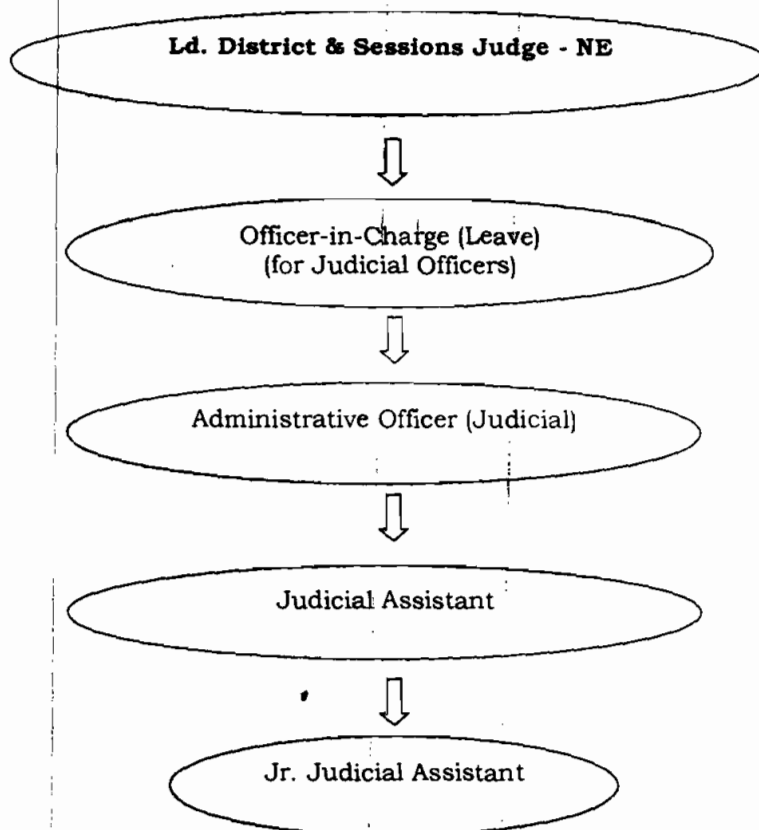 Ld. District & Sessions Judge - NE
Officer-in-Charge (Leave)
(for Judicial Officers)
Administrative Officer (Judicial)
Judicial Assistant
Jr. Judicial Assistant